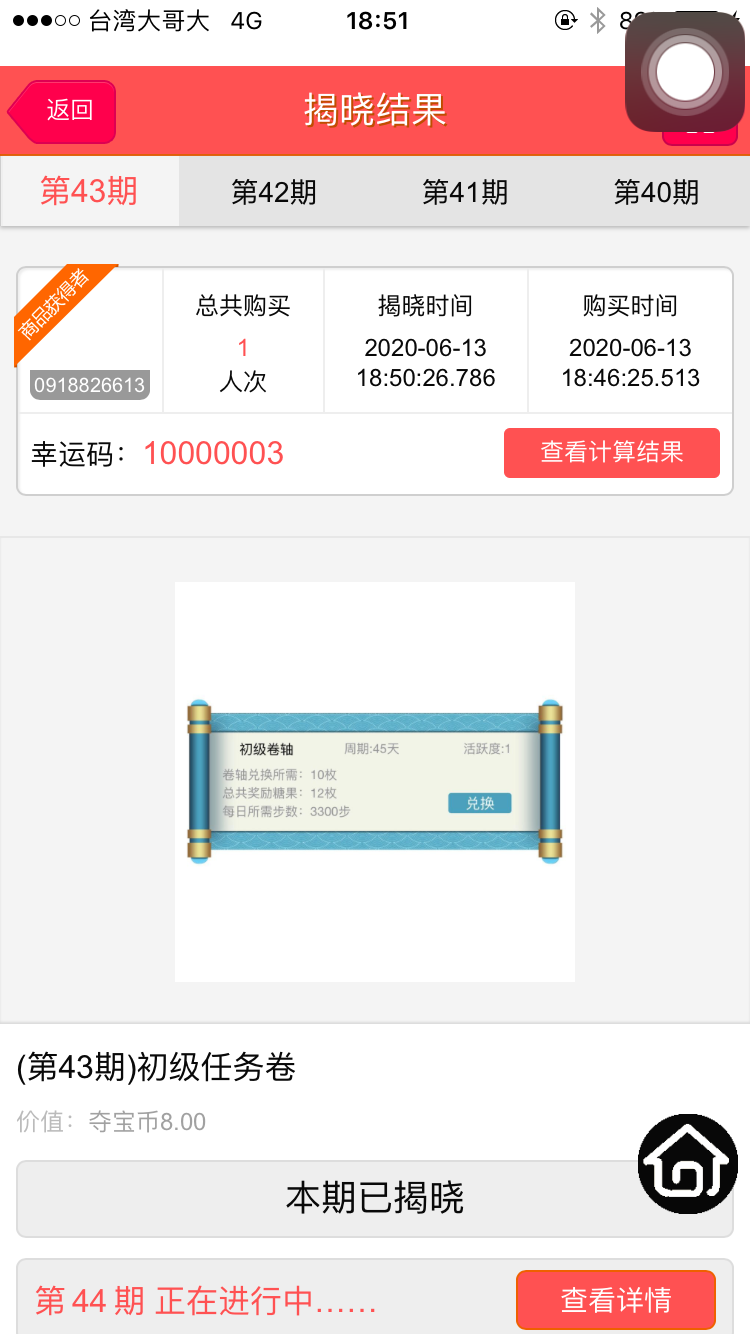 台湾大哥大 4G 18:51
返回 揭晓结果
第43期 第42期 第41期 第40期
商品获得者
0918826613
总共购买
1
人次
揭晓时间
2020-06-13
18:50:26.786
购买时间
2020-06-13
18:46:25.513
幸运码：10000003 查看计算结果
初级卷轴 周期:45天 活跃度:1
卷轴兑换所需：10枚
总共奖励糖果：12枚
每日所需步数：3300步
兑换
(第43期)初级任务卷
价值：夺宝币8.00
本期已揭晓
第 44 期 正在进行中…… 查看详情